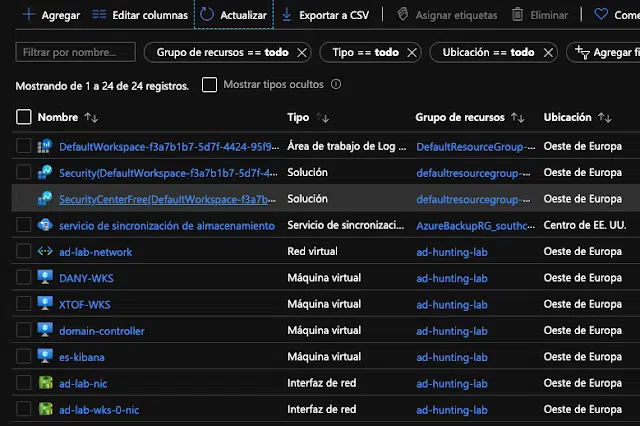 Agregar Editar columnas Actualizar Exportar a CSV Asignar etiquetas Eliminar Come
Filtrar por nombre... Grupo de recursos == todo Tipo == todo Ubicación == todo Agregar fi
Mostrando de 1 a 24 de 24 registros. Mostrar tipos ocultos
Nombre Tipo Grupo de recursos Ubicación
DefaultWorkspace-f3a7b1b7-5d7f-4424-95f9... Área de trabajo de Log ... DefaultResourceGroup-... Oeste de Europa
Security(DefaultWorkspace-f3a7b1b7-5d7f-4... Solución defaultresourcegroup-... Oeste de Europa
SecurityCenterFree(DefaultWorkspace-f3a7b... Solución defaultresourcegroup-... Oeste de Europa
servicio de sincronización de almacenamiento Servicio de sincronizaci... AzureBackupRG_southc... Centro de EE. UU.
ad-lab-network Red virtual ad-hunting-lab Oeste de Europa
DANY-WKS Máquina virtual ad-hunting-lab Oeste de Europa
XTOF-WKS Máquina virtual ad-hunting-lab Oeste de Europa
domain-controller Máquina virtual ad-hunting-lab Oeste de Europa
es-kibana Máquina virtual ad-hunting-lab Oeste de Europa
ad-lab-nic Interfaz de red ad-hunting-lab Oeste de Europa
ad-lab-wks-0-nic Interfaz de red ad-hunting-lab Oeste de Europa